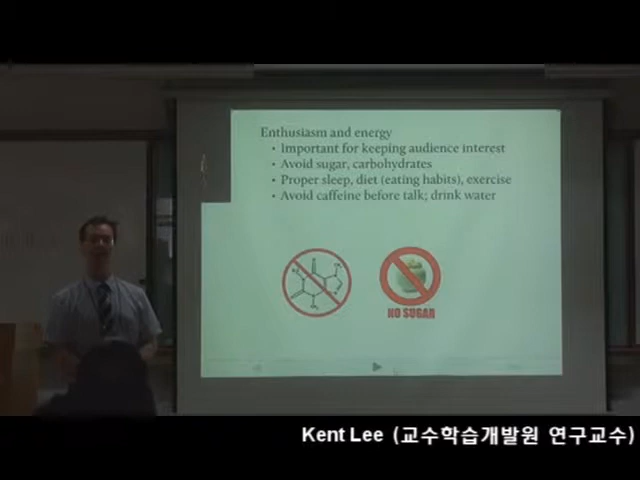 Enthusiasm and energy
• Important for keeping audience interest
• Avoid sugar, carbohydrates
• Proper sleep, diet (eating habits), exercise
• Avoid caffeine before talk; drink water
NO SUGAR
Kent Lee (교수학습개발원 연구교수)